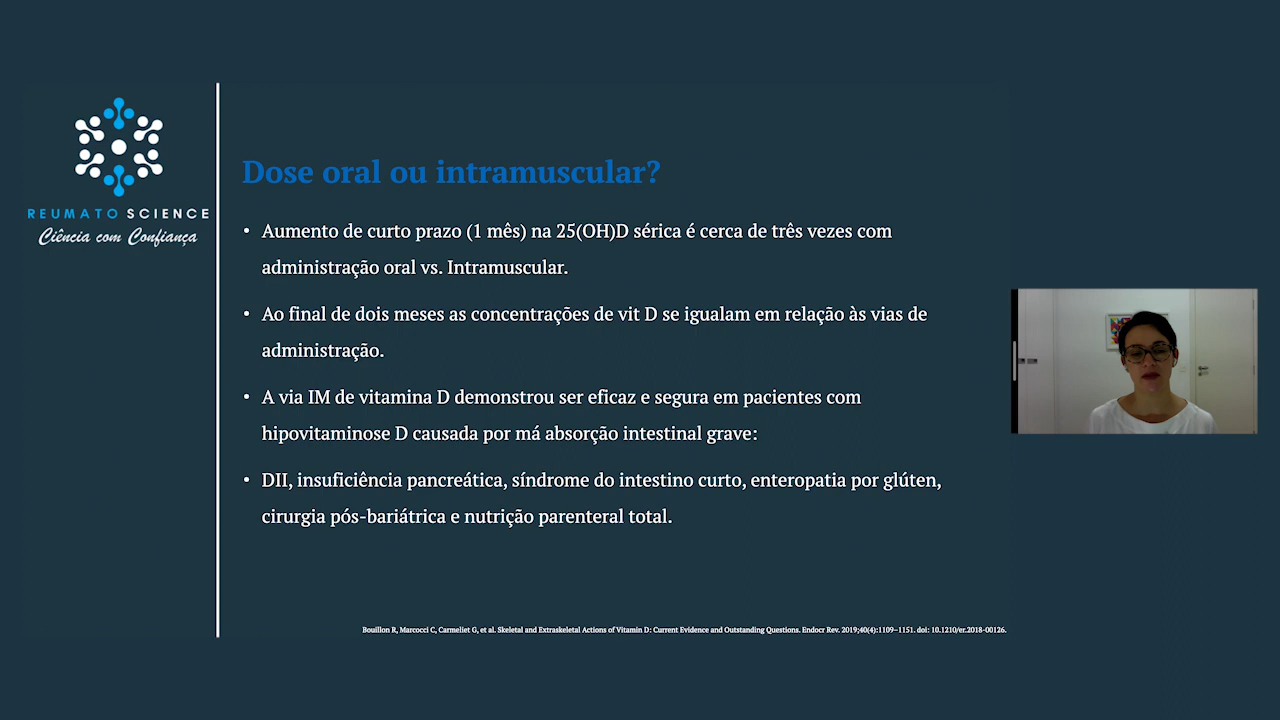 REUMATO SCIENCE
Ciência com Confiança
Dose oral ou intramuscular?
• Aumento de curto prazo (1 mês) na 25(OH)D sérica é cerca de três vezes com
administração oral vs. Intramuscular.
• Ao final de dois meses as concentrações de vit D se igualam em relação às vias de
administração.
• A via IM de vitamina D demonstrou ser eficaz e segura em pacientes com
hipovitaminose D causada por má absorção intestinal grave:
• DII, insuficiência pancreática, síndrome do intestino curto, enteropatia por glúten,
cirurgia pós-bariátrica e nutrição parenteral total.
Bouillon R, Marcocci C, Carmeliet G, et al. Skeletal and Extraskeletal Actions of Vitamin D: Current Evidence and Outstanding Questions. Endocr Rev. 2019;40(4):1109–1151. doi: 10.1210/er.2018-00126.